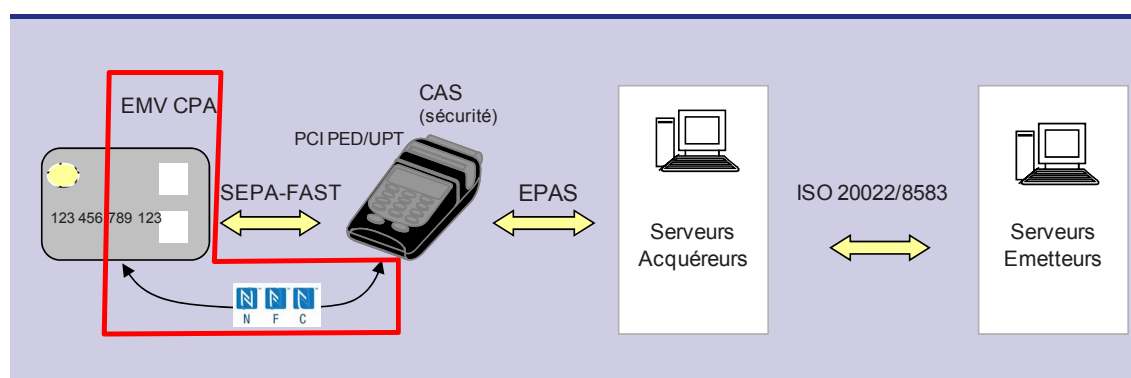 EMV CPA
CAS
(sécurité)
PCI PED/UPT
123 456 789 123
SEPA-FAST
EPAS
ISO 20022/8583
Serveurs
Acquéreurs
Serveurs
Emetteurs
N F C